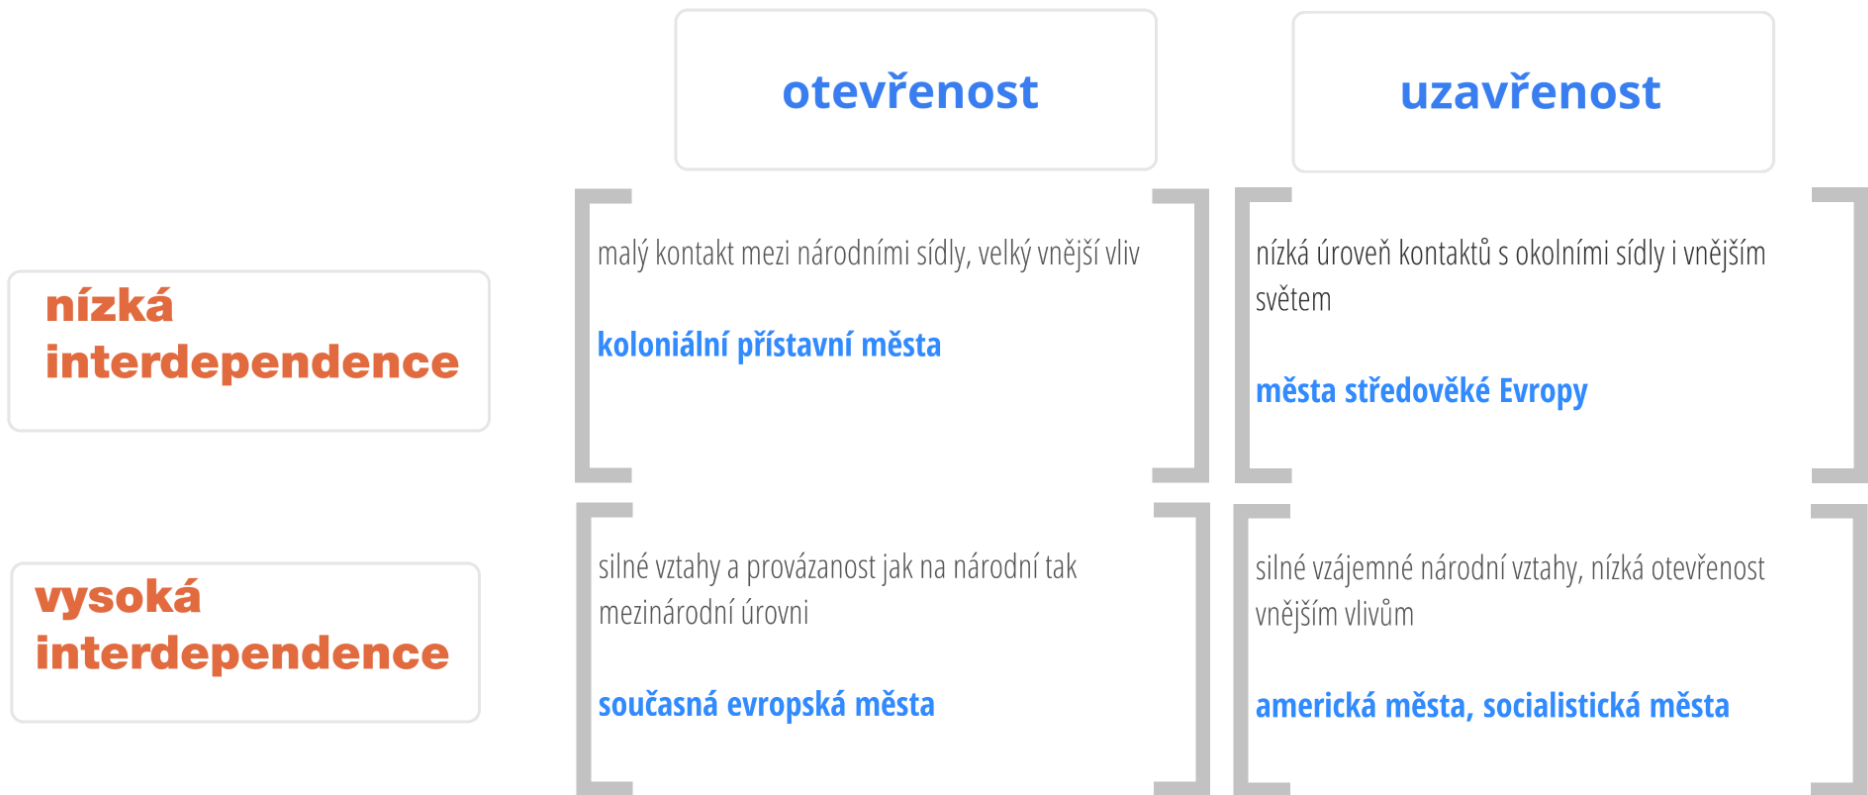 otevřenost
uzavřenost
nízká
interdependence
malý kontakt mezi národními sídly, velký vnější vliv
koloniální přístavní města
nízká úroveň kontaktů s okolními sídly i vnějším
světem
města středověké Evropy
vysoká
interdependence
silné vztahy a provázanost jak na národní tak
mezinárodní úrovni
současná evropská města
silné vzájemné národní vztahy, nízká otevřenost
vnějším vlivům
americká města, socialistická města